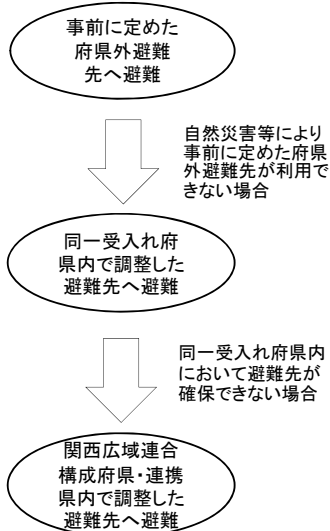 事前に定めた
府県外避難
先へ避難
自然災害等により
事前に定めた府県
外避難先が利用で
きない場合
同一受入れ府
県内で調整した
避難先へ避難
同一受入れ府県内
において避難先が
確保できない場合
関西広域連合
構成府県・連携
県内で調整した
避難先へ避難